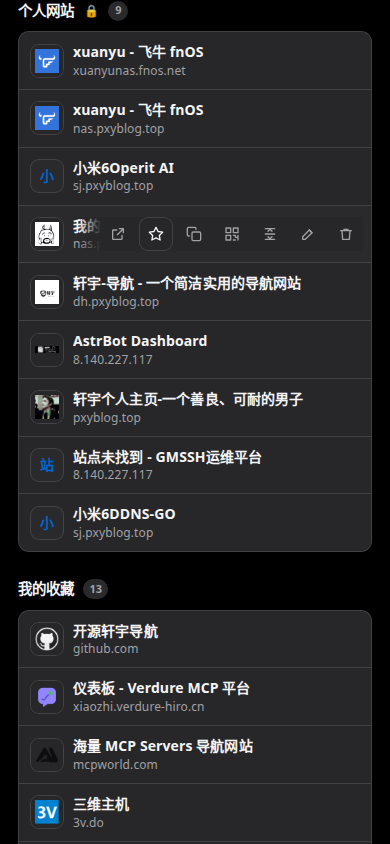 个人网站 🔒 9
xuanyu - 飞牛 fnOS
xuanyunas.fnos.net
xuanyu - 飞牛 fnOS
nas.pxyblog.top
小
小米6Operit AI
sj.pxyblog.top
我的
nas.
轩宇-导航 - 一个简洁实用的导航网站
dh.pxyblog.top
AstrBot Dashboard
8.140.227.117
轩宇个人主页-一个善良、可耐的男子
pxyblog.top
站
站点未找到 - GMSSH运维平台
8.140.227.117
小
小米6DDNS-GO
sj.pxyblog.top
我的收藏 13
开源轩宇导航
github.com
仪表板 - Verdure MCP 平台
xiaozhi.verdure-hiro.cn
海量 MCP Servers 导航网站
mcpworld.com
3V
三维主机
3v.do